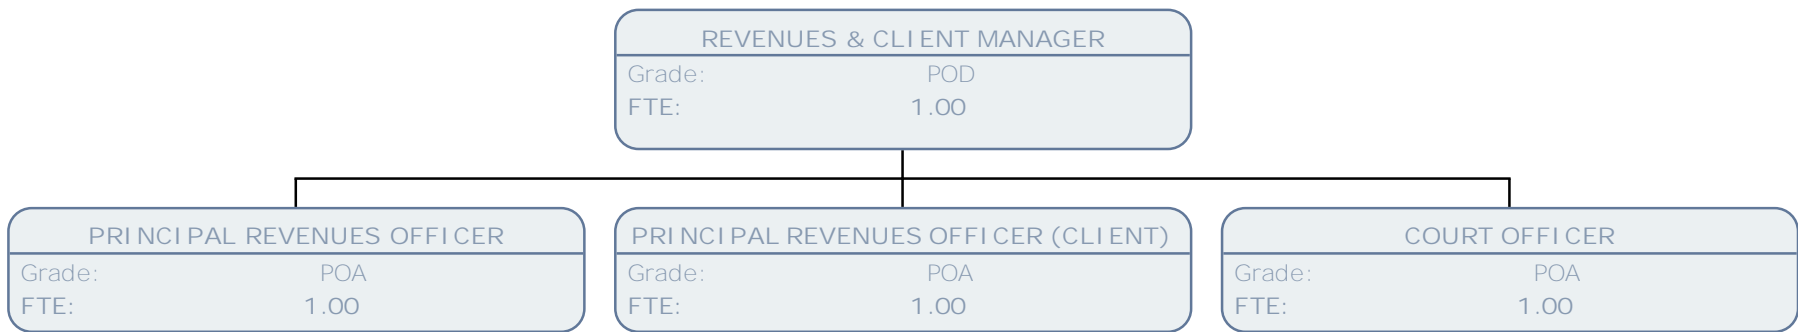 REVENUES & CLIENT MANAGER
Grade: POD
FTE: 1.00
PRINCIPAL REVENUES OFFICER
Grade: POA
FTE: 1.00
PRINCIPAL REVENUES OFFICER (CLIENT)
Grade: POA
FTE: 1.00
COURT OFFICER
Grade: POA
FTE: 1.00